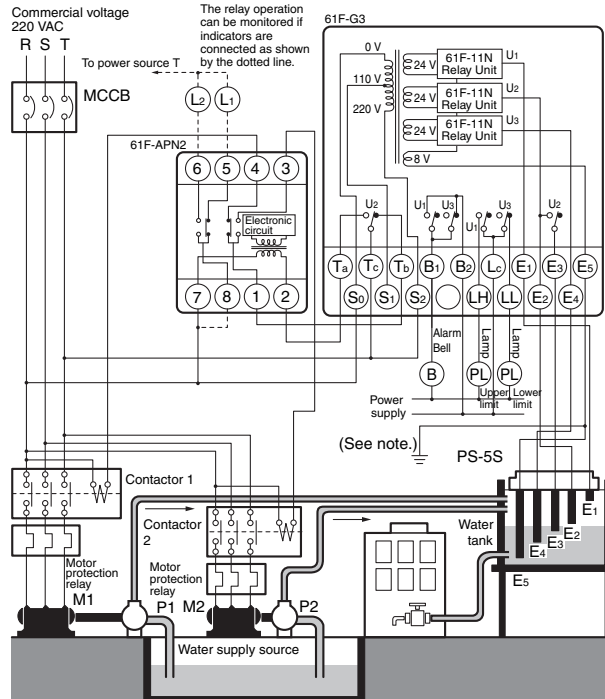 Commercial voltage
220 VAC
R S T
The relay operation
can be monitored if
indicators are
connected as shown
by the dotted line.
To power source T
MCCB
L2 L1
61F-APN2
6 5 4 3
Electronic
circuit
7 8 1 2
61F-G3
0 V
110 V
220 V
24 V
61F-11N
Relay Unit
U1
24 V
61F-11N
Relay Unit
U2
24 V
61F-11N
Relay Unit
U3
8 V
U2
U1 U3
U1
U3
U2
Ta Tc Tb B1 B2 Lc E1 E3 E5
S0 S1 S2 LH LL E2 E4
Alarm
Bell
Lamp
Lamp
B PL PL
Upper
limit
Lower
limit
Power
supply
(See note.)
PS-5S
Contactor 1
Contactor
2
Motor
protection
relay
Motor
protection
relay
M1 P1 M2 P2
Water
tank
E1
E2
E3
E4
E5
Water supply source